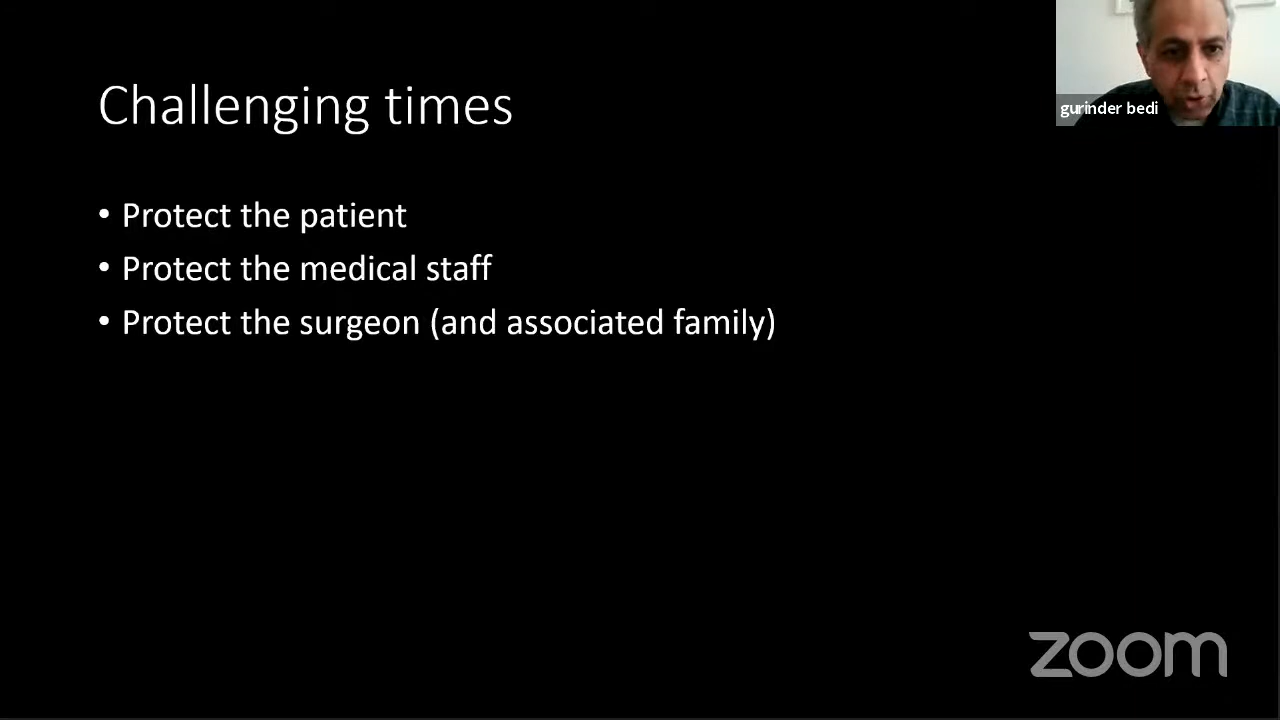 Challenging times
gurinder bedi
• Protect the patient
• Protect the medical staff
• Protect the surgeon (and associated family)
zoom